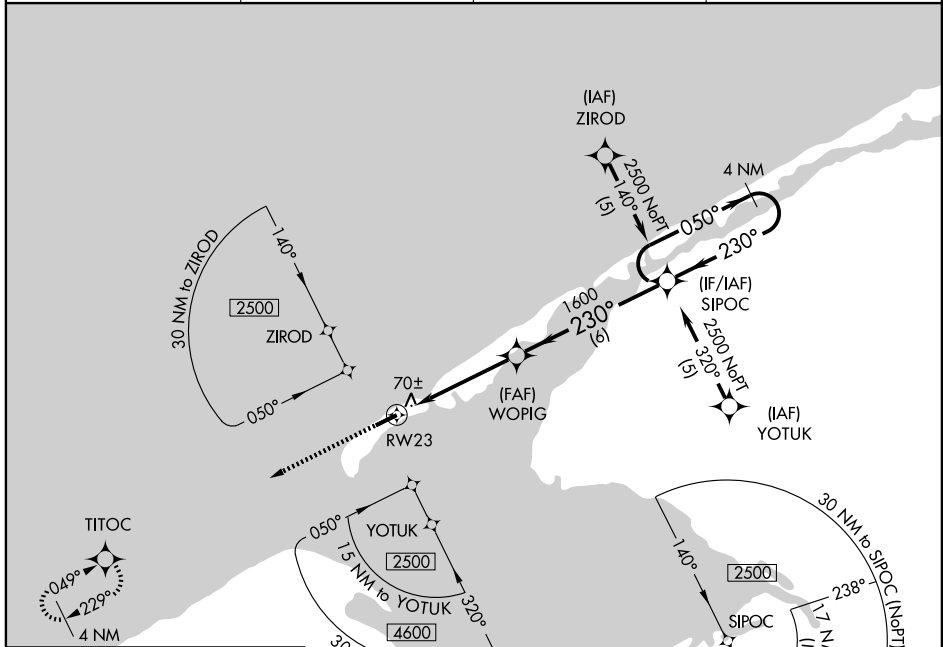 (IAF)
ZIROD
2500 NoPT
140°
(5)
4 NM
050°
230°
(IF/IAF)
SIPOC
1600
230°
(6)
2500 NoPT
320°
(5)
(IAF)
YOTUK
(FAF)
WOPIG
70±
RW23
30 NM to ZIROD
140°
2500
ZIROD
050°
TITOC
049°
229°
4 NM
050°
YOTUK
2500
15 NM to YOTUK
320°
4600
30
30 NM to SIPOC (NoPT)
140°
2500
238°
SIPOC
17 N